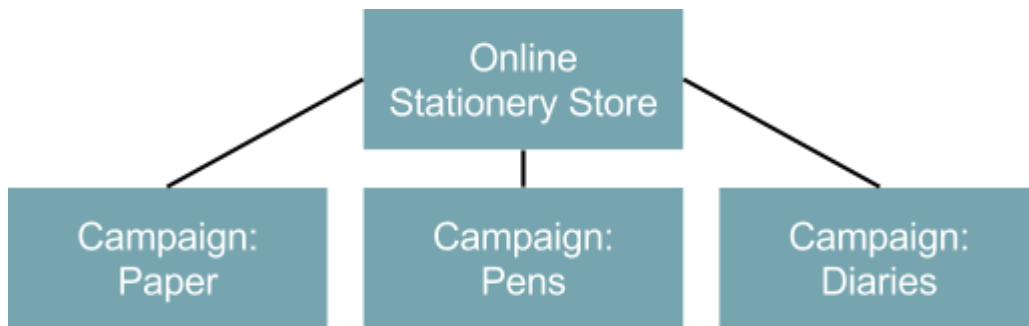 Online
Stationery Store
Campaign:
Paper
Campaign:
Pens
Campaign:
Diaries